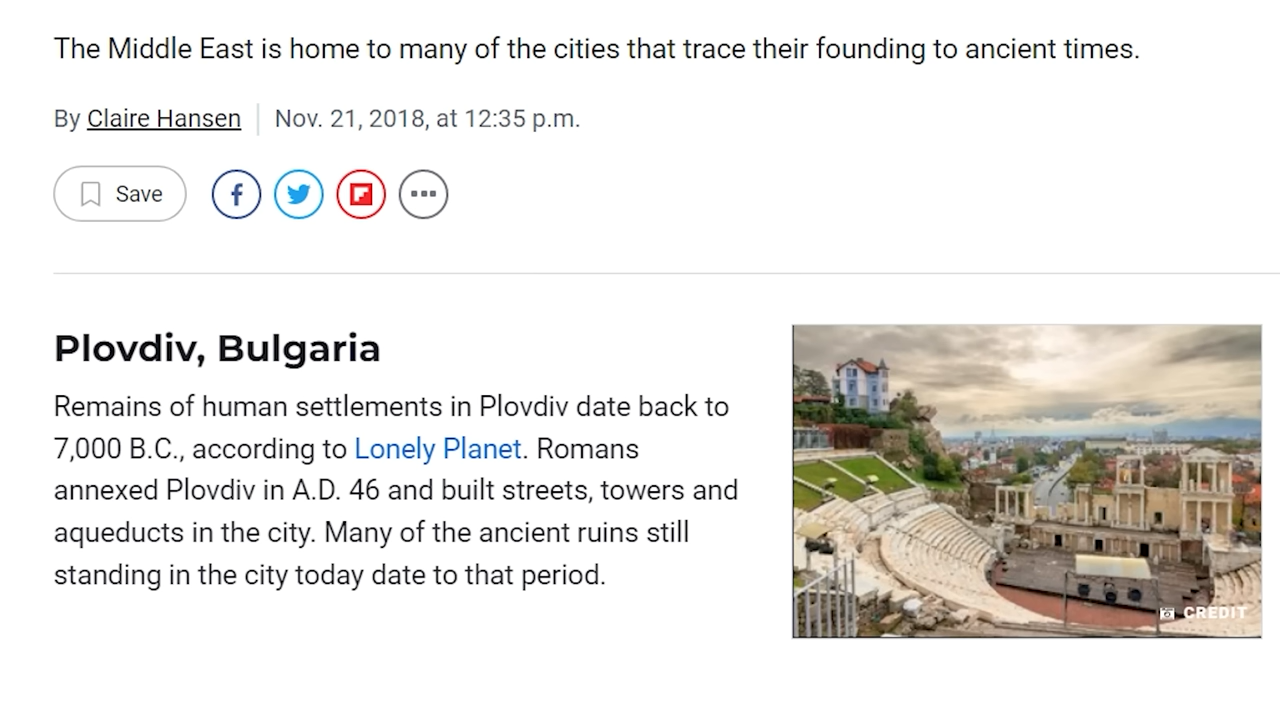 The Middle East is home to many of the cities that trace their founding to ancient times.
By Claire Hansen
Nov. 21, 2018, at 12:35 p.m.
Save
Plovdiv, Bulgaria
Remains of human settlements in Plovdiv date back to
7,000 B.C., according to Lonely Planet. Romans
annexed Plovdiv in A.D. 46 and built streets, towers and
aqueducts in the city. Many of the ancient ruins still
standing in the city today date to that period.
CREDIT